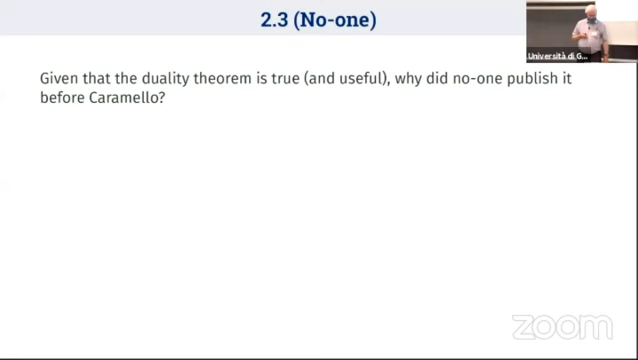 2.3 (No-one)
Università di G...
Given that the duality theorem is true (and useful), why did no-one publish it
before Caramello?
zoom